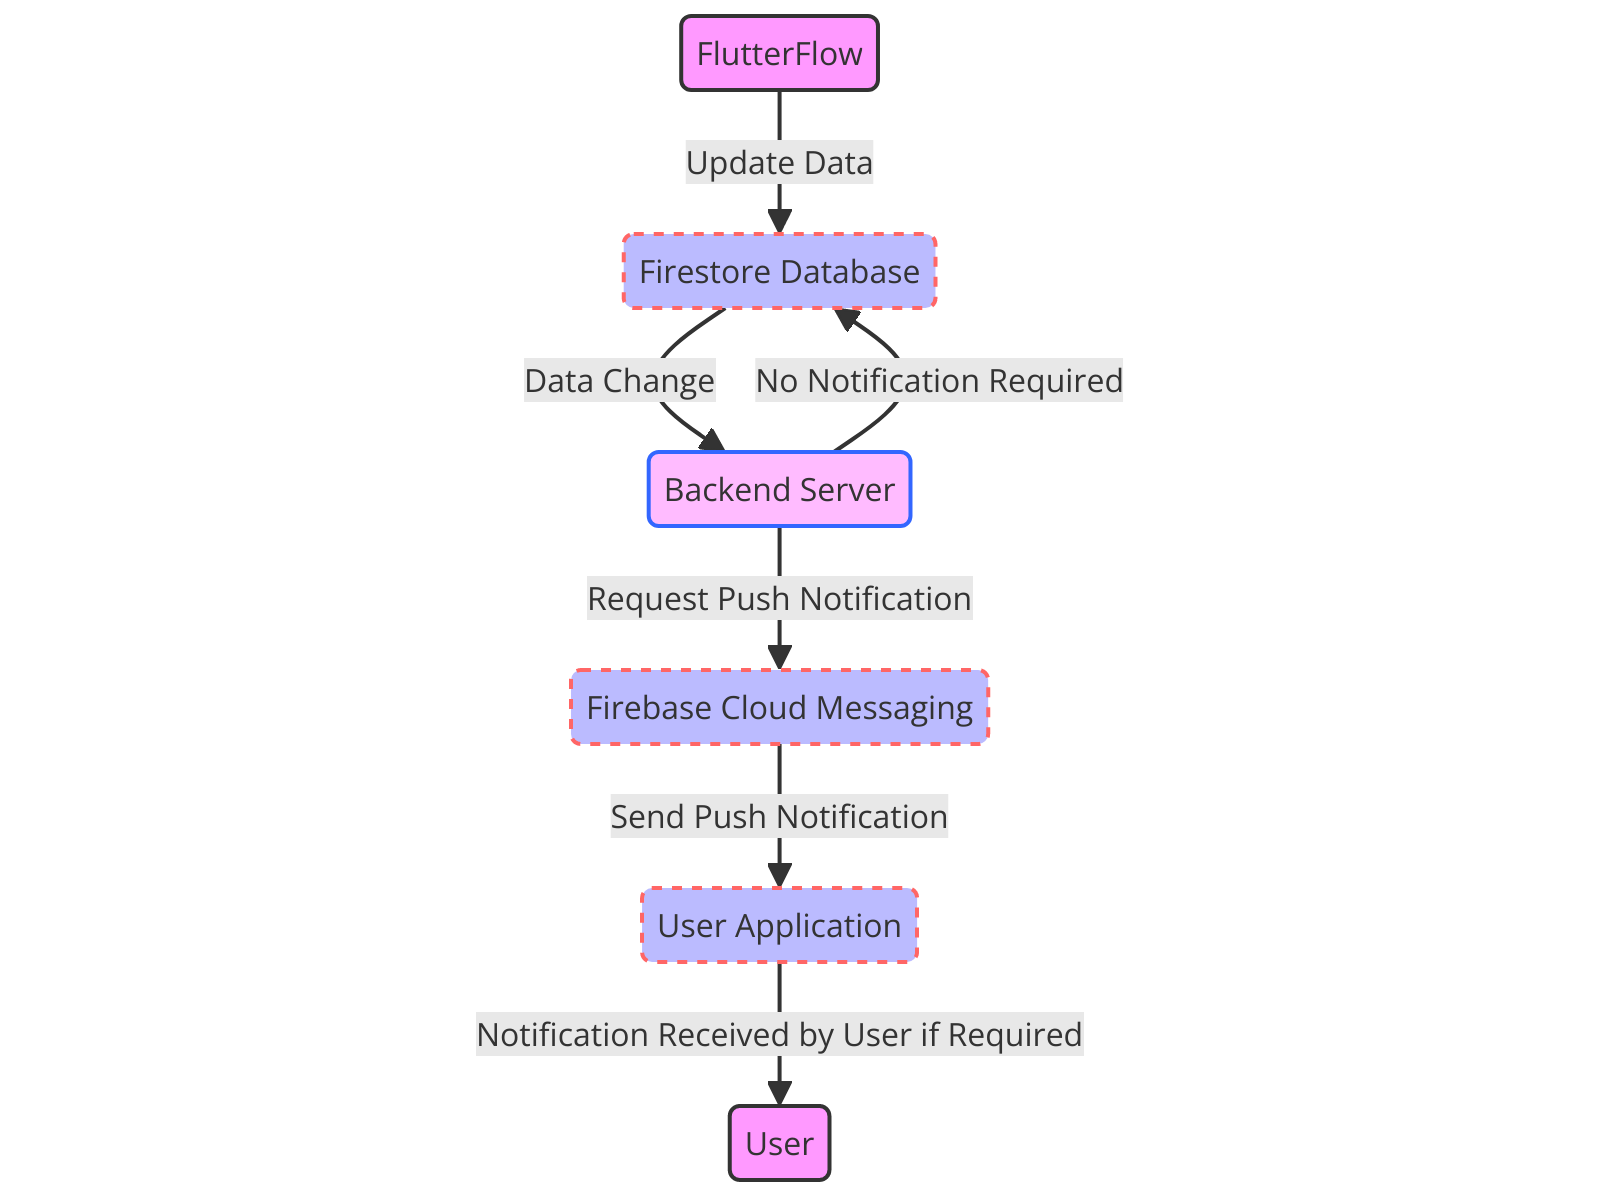 FlutterFlow
Update Data
Firestore Database
Data Change
No Notification Required
Backend Server
Request Push Notification
Firebase Cloud Messaging
Send Push Notification
User Application
Notification Received by User if Required
User